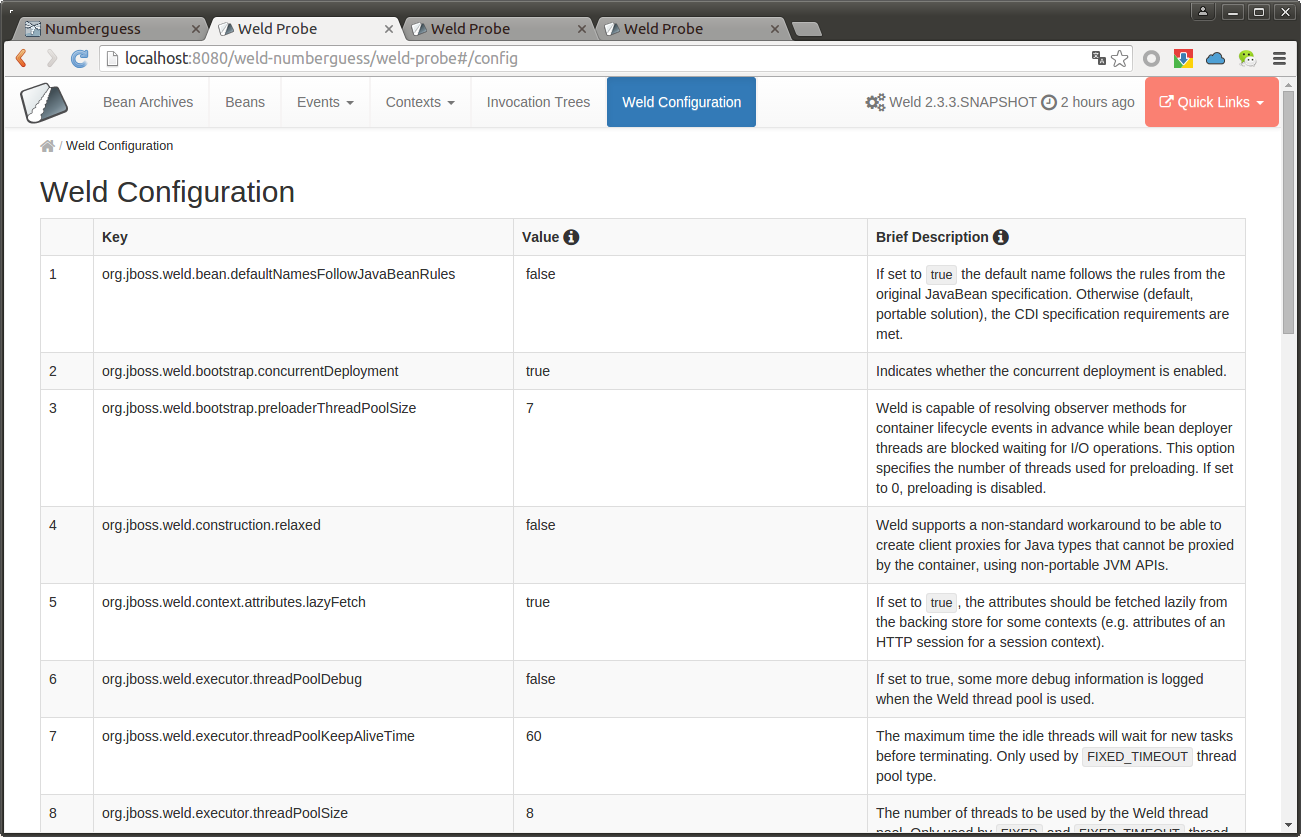 Numberguess
Weld Probe
Weld Probe
Weld Probe
localhost:8080/weld-numberguess/weld-probe#/config
Bean Archives Beans Events Contexts Invocation Trees Weld Configuration Weld 2.3.3.SNAPSHOT 2 hours ago Quick Links
/ Weld Configuration
Weld Configuration
Key Value Brief Description
1 org.jboss.weld.bean.defaultNamesFollowJavaBeanRules false If set to true the default name follows the rules from the
original JavaBean specification. Otherwise (default,
portable solution), the CDI specification requirements are
met.
2 org.jboss.weld.bootstrap.concurrentDeployment true Indicates whether the concurrent deployment is enabled.
3 org.jboss.weld.bootstrap.preloaderThreadPoolSize 7 Weld is capable of resolving observer methods for
container lifecycle events in advance while bean deployer
threads are blocked waiting for I/O operations. This option
specifies the number of threads used for preloading. If set
to 0, preloading is disabled.
4 org.jboss.weld.construction.relaxed false Weld supports a non-standard workaround to be able to
create client proxies for Java types that cannot be proxied
by the container, using non-portable JVM APIs.
5 org.jboss.weld.context.attributes.lazyFetch true If set to true , the attributes should be fetched lazily from
the backing store for some contexts (e.g. attributes of an
HTTP session for a session context).
6 org.jboss.weld.executor.threadPoolDebug false If set to true, some more debug information is logged
when the Weld thread pool is used.
7 org.jboss.weld.executor.threadPoolKeepAliveTime 60 The maximum time the idle threads will wait for new tasks
before terminating. Only used by FIXED_TIMEOUT thread
pool type.
8 org.jboss.weld.executor.threadPoolSize 8 The number of threads to be used by the Weld thread
pool. Only used by FIXED and FIXED_TIMEOUT thread